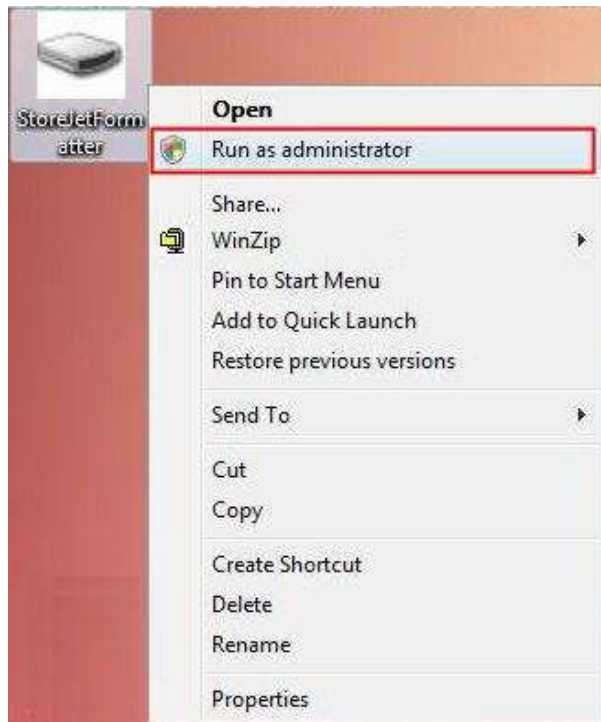 StoreJetForm
atter
Open
Run as administrator
Share...
WinZip
Pin to Start Menu
Add to Quick Launch
Restore previous versions
Send To
Cut
Copy
Create Shortcut
Delete
Rename
Properties